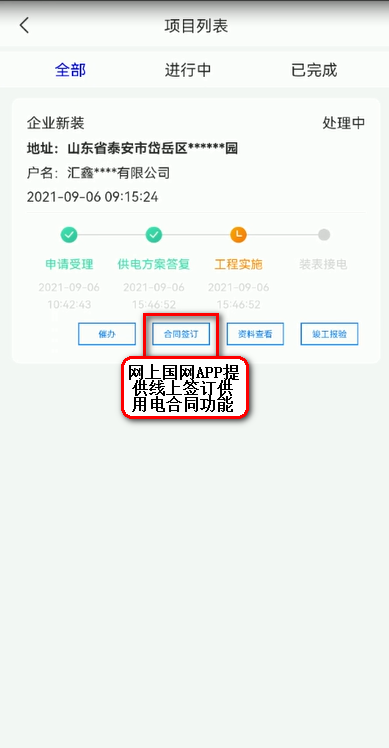 项目列表
全部 进行中 已完成
企业新装 处理中
地址：山东省泰安市岱岳区******园
户名：汇鑫****有限公司
2021-09-06 09:15:24
申请受理 供电方案答复 工程实施 装表接电
2021-09-06 2021-09-06 2021-09-06
10:42:43 15:46:52 15:46:52
催办 合同签订 资料查看 竣工报验
网上国网APP提
供线上签订供
用电合同功能